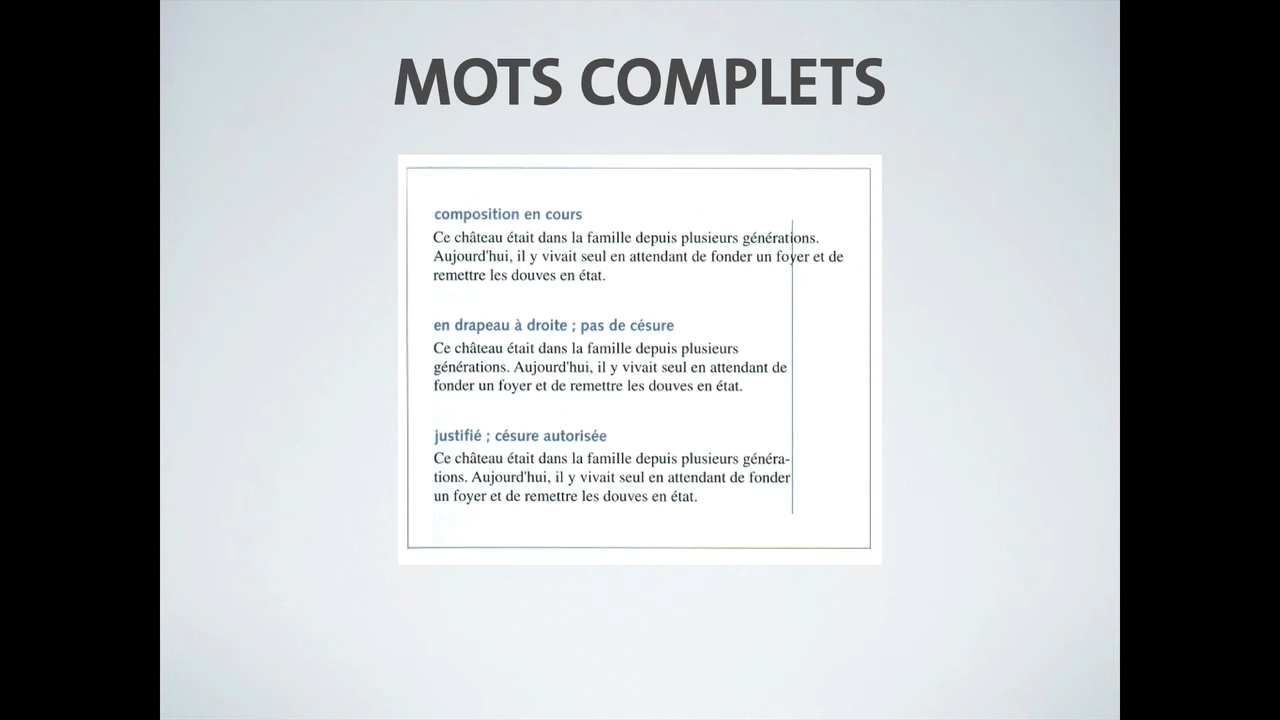 MOTS COMPLETS
composition en cours
Ce château était dans la famille depuis plusieurs générations.
Aujourd'hui, il y vivait seul en attendant de fonder un foyer et de
remettre les douves en état.
en drapeau à droite ; pas de césure
Ce château était dans la famille depuis plusieurs
générations. Aujourd'hui, il y vivait seul en attendant de
fonder un foyer et de remettre les douves en état.
justifié ; césure autorisée
Ce château était dans la famille depuis plusieurs généra-
tions. Aujourd'hui, il y vivait seul en attendant de fonder
un foyer et de remettre les douves en état.